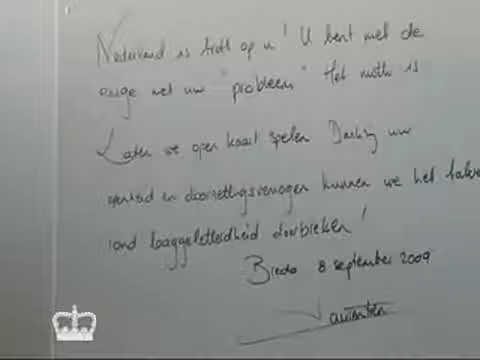 Nederland is trots op u! U bent niet de
enige met uw "probleem" Het motto is
Laten we open kaart spelen Dankzij uw
openheid en doorzettingsvermogen kunnen we het taboe
rond laaggeletterdheid doorbreken!
Breda 8 september 2009
Laurentien